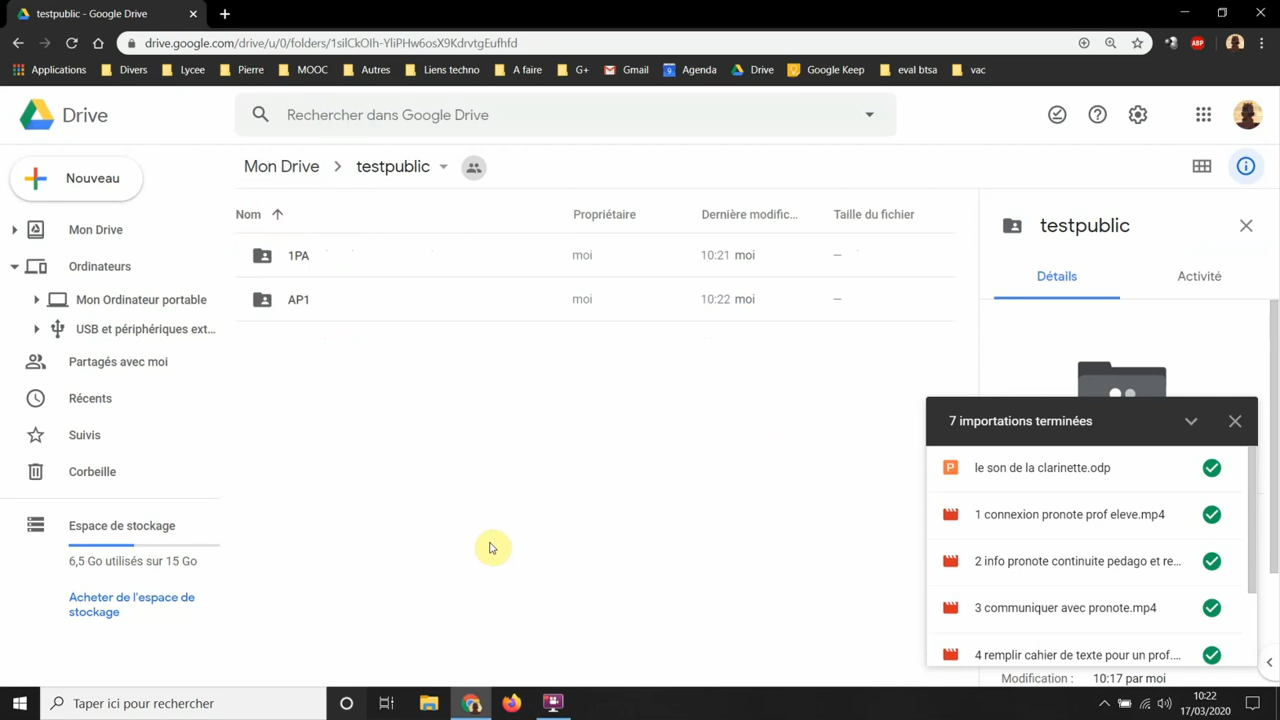 testpublic - Google Drive
drive.google.com/drive/u/0/folders/1silCkOIh-YliPHw6osX9KdrvtgEufhfd
Applications Divers Lycee Pierre MOOC Autres Liens techno A faire G+ Gmail 9 Agenda Drive Google Keep eval btsa vac
ABP
Drive
Rechercher dans Google Drive
Nouveau
Mon Drive
Ordinateurs
Mon Ordinateur portable
USB et périphériques ext...
Partagés avec moi
Récents
Suivis
Corbeille
Espace de stockage
6,5 Go utilisés sur 15 Go
Acheter de l'espace de
stockage
Mon Drive > testpublic
Nom Propriétaire Dernière modific... Taille du fichier
1PA moi 10:21 moi –
AP1 moi 10:22 moi –
testpublic
Détails Activité
7 importations terminées
P le son de la clarinette.odp
1 connexion pronote prof eleve.mp4
2 info pronote continuite pedago et re...
3 communiquer avec pronote.mp4
4 remplir cahier de texte pour un prof....
Modification : 10:17 par moi
Taper ici pour rechercher
10:22
17/03/2020